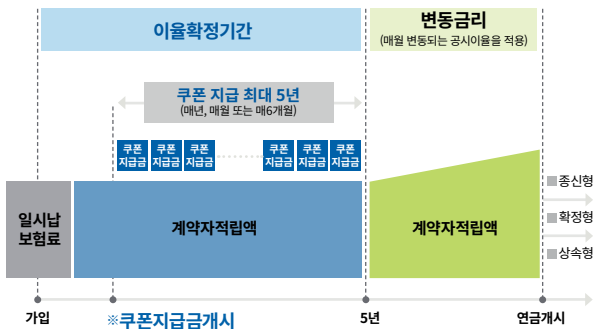 이율확정기간
변동금리
(매월 변동되는 공시이율을 적용)
쿠폰 지급 최대 5년
(매년, 매월 또는 매6개월)
쿠폰 지급금
쿠폰 지급금
쿠폰 지급금
쿠폰 지급금
쿠폰 지급금
쿠폰 지급금
일시납
보험료
계약자적립액
계약자적립액
종신형
확정형
상속형
가입
※쿠폰지급금개시
5년
연금개시